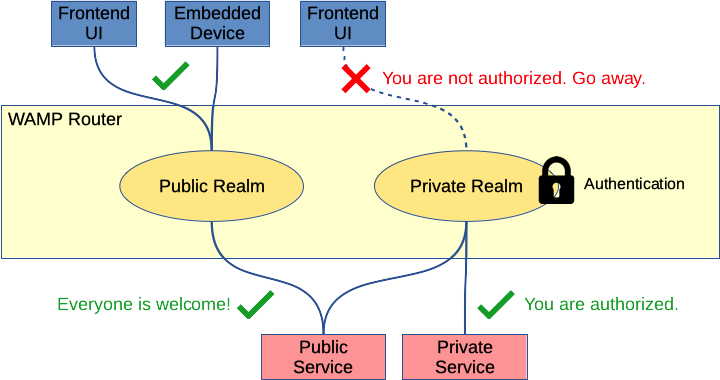 Frontend
UI
Embedded
Device
Frontend
UI
You are not authorized. Go away.
WAMP Router
Public Realm
Private Realm
Authentication
Everyone is welcome!
You are authorized.
Public
Service
Private
Service